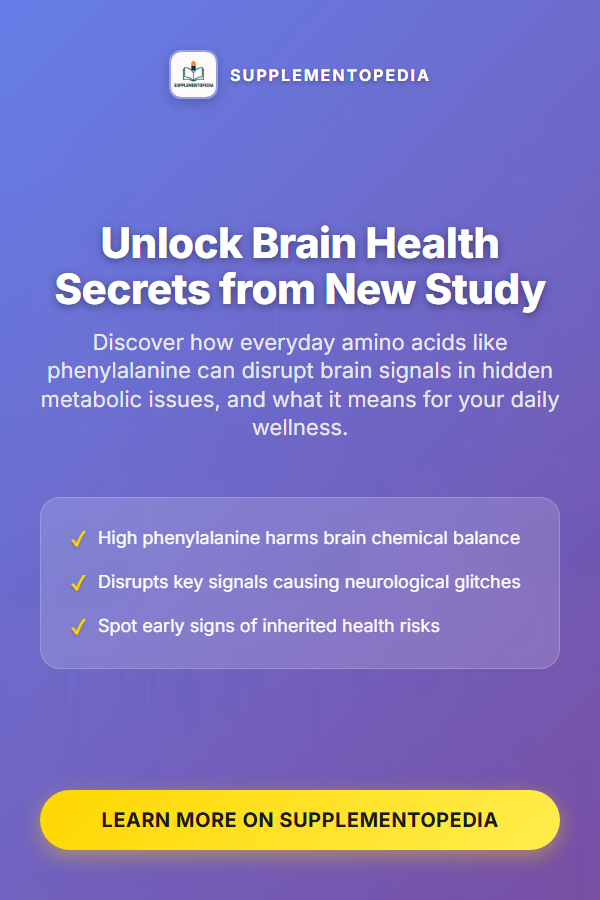 SUPPLEMENTOPEDIA
SUPPLEMENTOPEDIA
Unlock Brain Health
Secrets from New Study
Discover how everyday amino acids like
phenylalanine can disrupt brain signals in hidden
metabolic issues, and what it means for your daily
wellness.
✓ High phenylalanine harms brain chemical balance
✓ Disrupts key signals causing neurological glitches
✓ Spot early signs of inherited health risks
LEARN MORE ON SUPPLEMENTOPEDIA